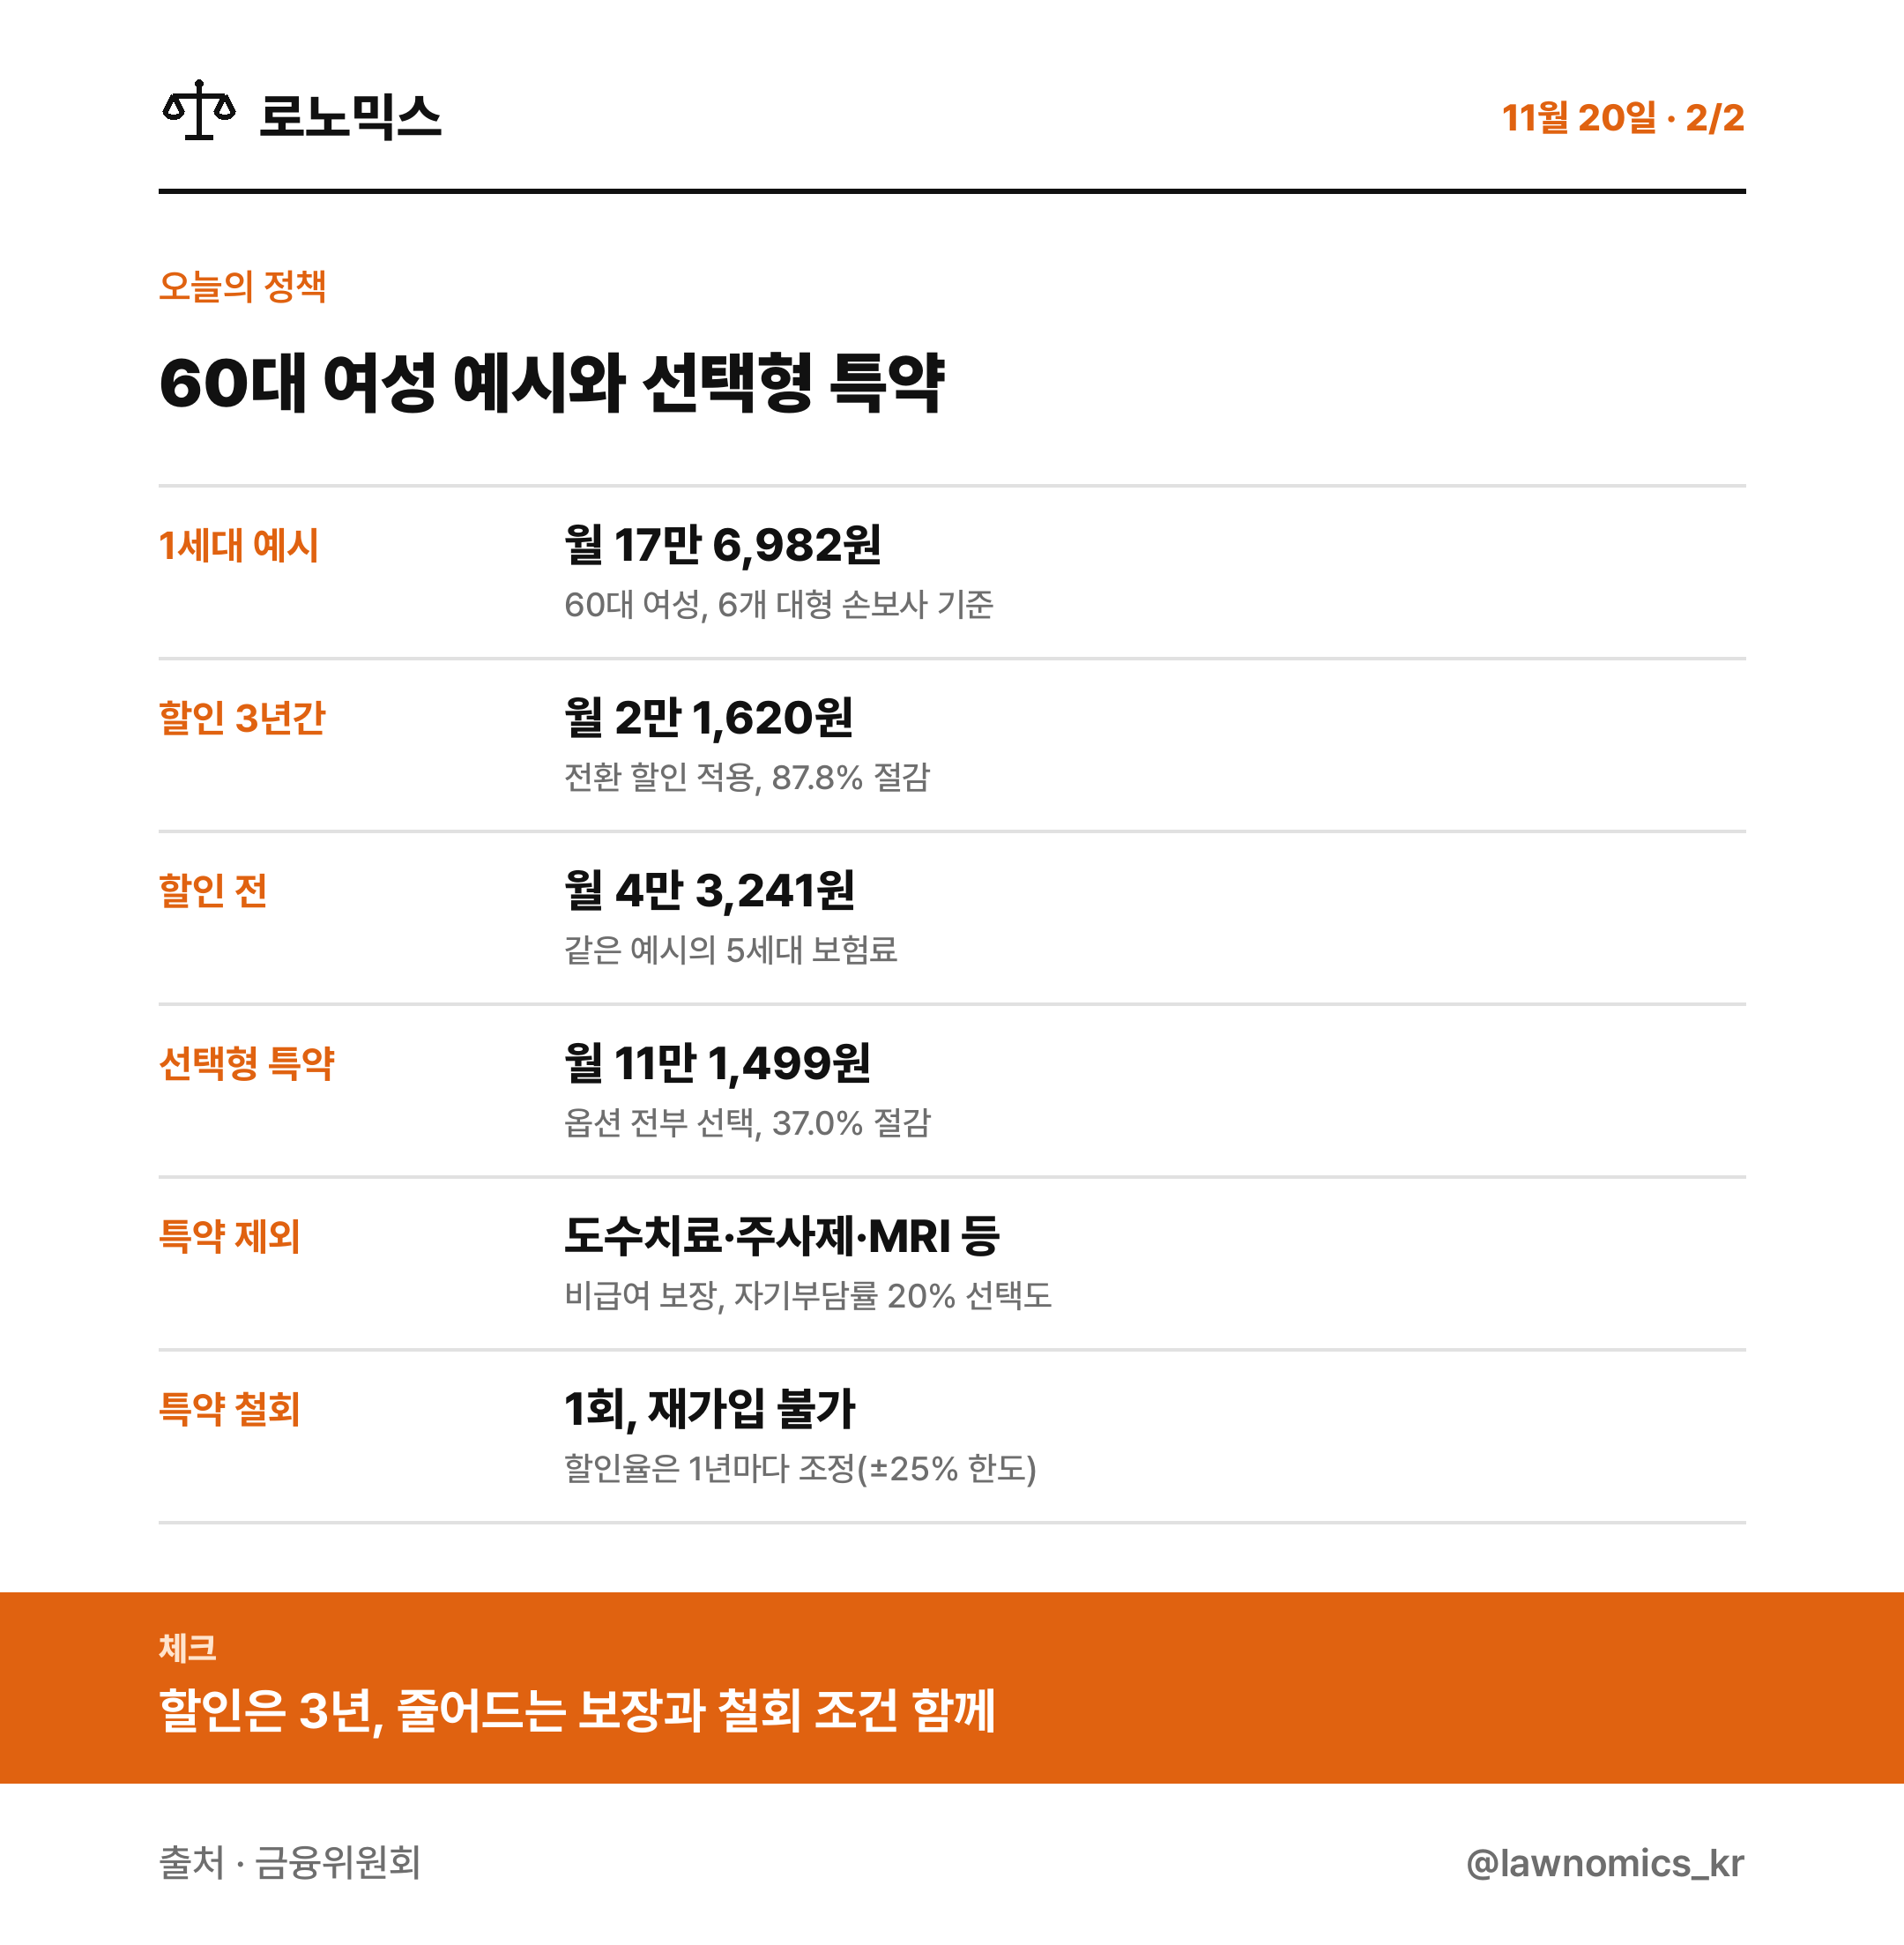 로노믹스
11월 20일 · 2/2
오늘의 정책
60대 여성 예시와 선택형 특약
1세대 예시
월 17만 6,982원
60대 여성, 6개 대형 손보사 기준
할인 3년간
월 2만 1,620원
전환 할인 적용, 87.8% 절감
할인 전
월 4만 3,241원
같은 예시의 5세대 보험료
선택형 특약
월 11만 1,499원
옵션 전부 선택, 37.0% 절감
특약 제외
도수치료·주사제·MRI 등
비급여 보장, 자기부담률 20% 선택도
특약 철회
1회, 재가입 불가
할인율은 1년마다 조정(±25% 한도)
체크
할인은 3년, 줄어드는 보장과 철회 조건 함께
출처 · 금융위원회
@lawnomics_kr